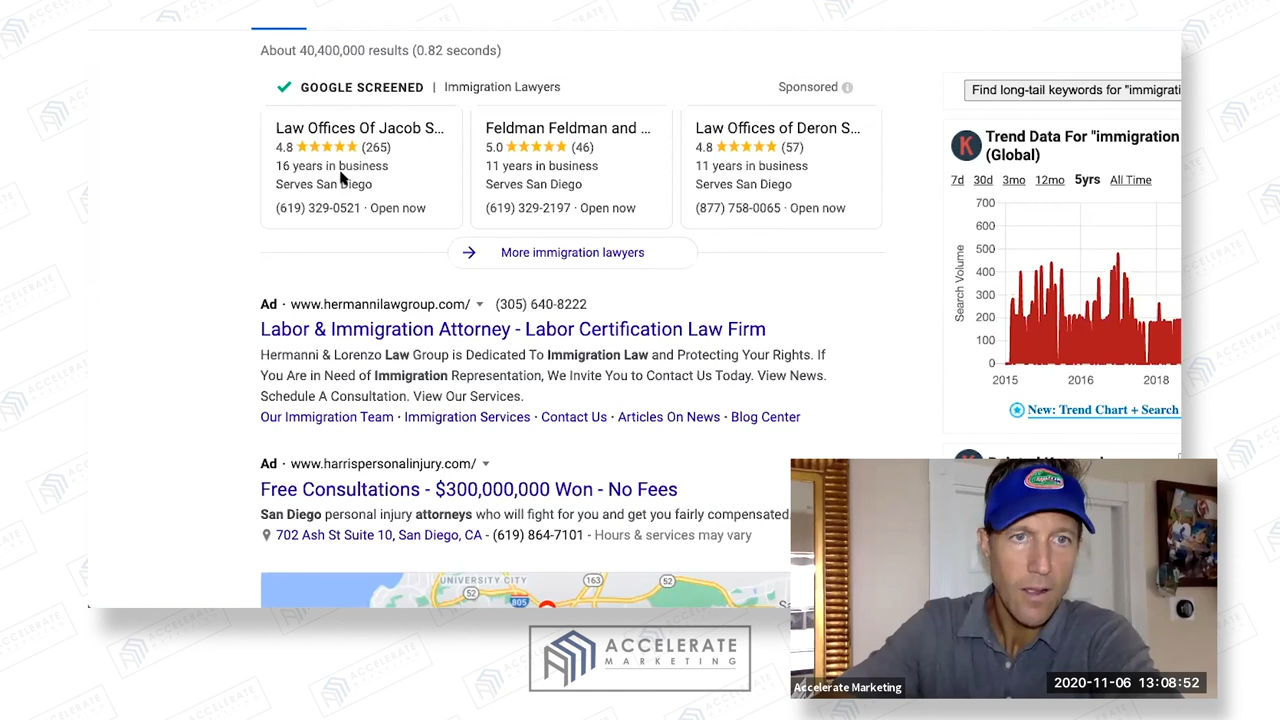 About 40,400,000 results (0.82 seconds)
GOOGLE SCREENED | Immigration Lawyers
Sponsored
Law Offices Of Jacob S...
4.8 (265)
16 years in business
Serves San Diego
(619) 329-0521 · Open now
Feldman Feldman and ...
5.0 (46)
11 years in business
Serves San Diego
(619) 329-2197 · Open now
Law Offices of Deron S...
4.8 (57)
11 years in business
Serves San Diego
(877) 758-0065 · Open now
More immigration lawyers
Ad · www.hermannilawgroup.com/ (305) 640-8222
Labor & Immigration Attorney - Labor Certification Law Firm
Hermanni & Lorenzo Law Group is Dedicated To Immigration Law and Protecting Your Rights. If
You Are in Need of Immigration Representation, We Invite You to Contact Us Today. View News.
Schedule A Consultation. View Our Services.
Our Immigration Team · Immigration Services · Contact Us · Articles On News · Blog Center
Ad · www.harrispersonalinjury.com/
Free Consultations - $300,000,000 Won - No Fees
San Diego personal injury attorneys who will fight for you and get you fairly compensated.
702 Ash St Suite 10, San Diego, CA - (619) 864-7101 - Hours & services may vary
UNIVERSITY CITY
163
52
52
805
Find long-tail keywords for "immigrati
K
Trend Data For "immigration
(Global)
7d 30d 3mo 12mo 5yrs All Time
Search Volume
700
600
500
400
300
200
100
0
2015 2016 2018
New: Trend Chart + Search
Gators
ACCELERATE
MARKETING
Accelerate Marketing
2020-11-06 13:08:52